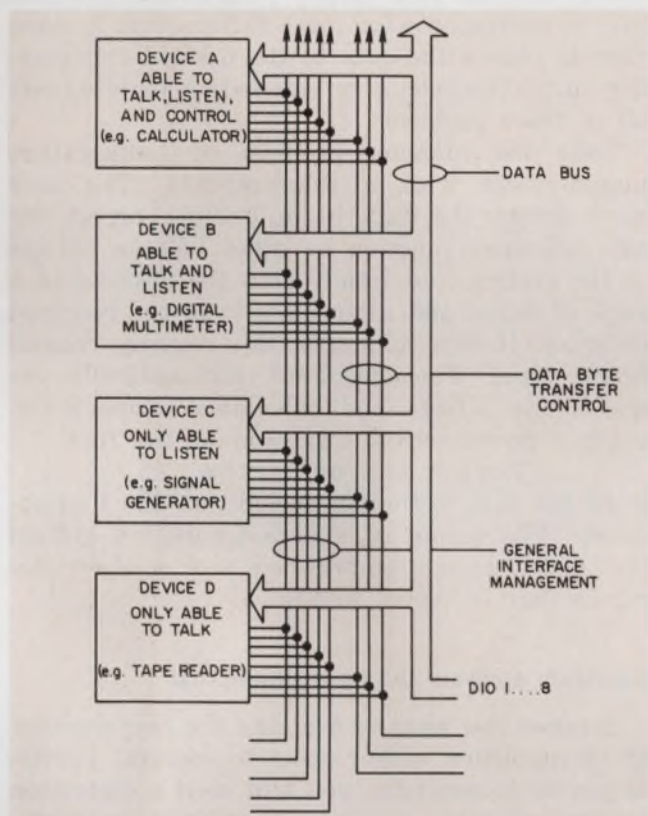 DEVICE A
ABLE TO
TALK, LISTEN,
AND CONTROL
(e.g. CALCULATOR)
DATA BUS
DEVICE B
ABLE TO
TALK AND
LISTEN
(e.g. DIGITAL
MULTIMETER)
DATA BYTE
TRANSFER
CONTROL
DEVICE C
ONLY ABLE
TO LISTEN
(e.g. SIGNAL
GENERATOR)
GENERAL
INTERFACE
MANAGEMENT
DEVICE D
ONLY ABLE
TO TALK
(e.g. TAPE READER)
DIO 1....8